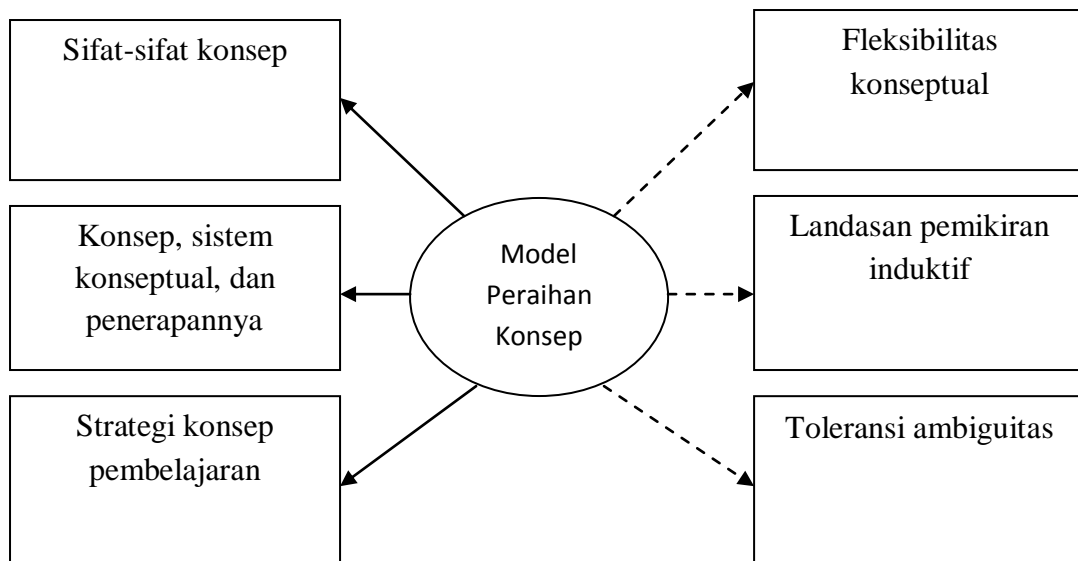 Sifat-sifat konsep
Konsep, sistem
konseptual, dan
penerapannya
Strategi konsep
pembelajaran
Model
Peraihan
Konsep
Fleksibilitas
konseptual
Landasan pemikiran
induktif
Toleransi ambiguitas